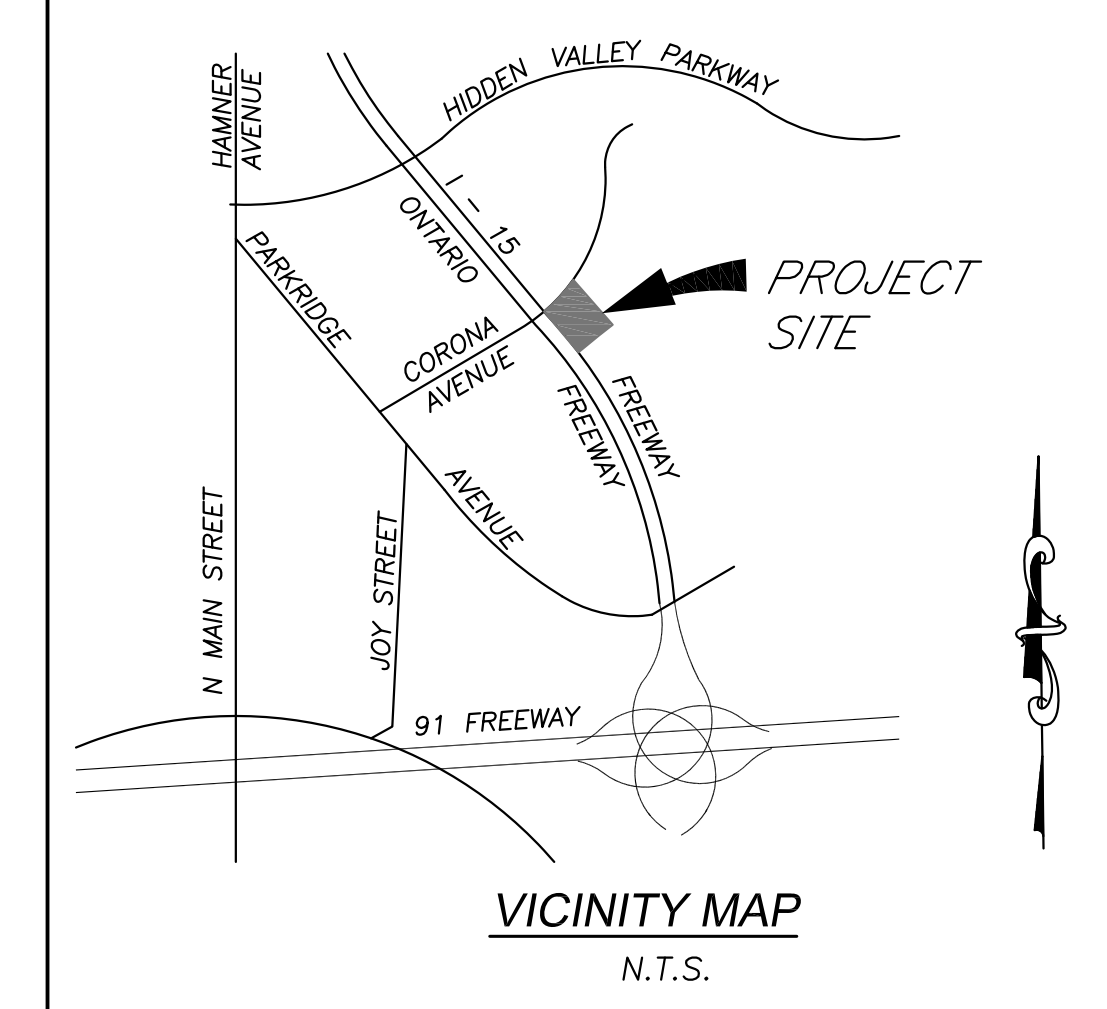 HIDDEN VALLEY PARKWAY
HAMNER
AVENUE
I - 15
ONTARIO
FREEWAY
FREEWAY
PARKRIDGE
AVENUE
CORONA
AVENUE
PROJECT
SITE
N MAIN STREET
JOY STREET
91 FREEWAY
VICINITY MAP
N.T.S.